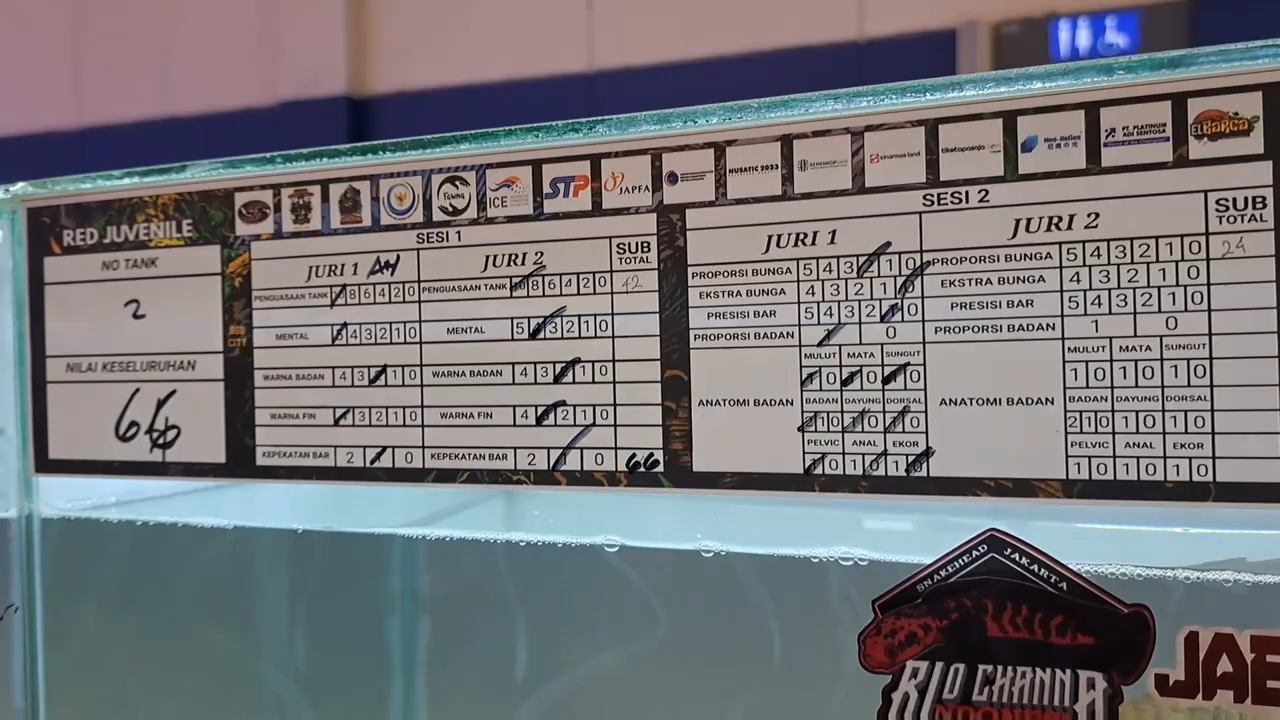 RED JUVENILE
NO TANK
2
NILAI KESELURUHAN
66
ICE
STP
JAPFA
NUSATIC 2023
sinarmas land
PT. PLATINUM
ADI SENTOSA
ELBARCA
SESI 1
JURI 1
JURI 2
SUB
TOTAL
PENGUASAAN TANK 10 8 6 4 2 0
PENGUASAAN TANK 10 8 6 4 2 0
42
MENTAL 5 4 3 2 1 0
MENTAL 5 4 3 2 1 0
WARNA BADAN 4 3 2 1 0
WARNA BADAN 4 3 2 1 0
WARNA FIN 4 3 2 1 0
WARNA FIN 4 3 2 1 0
KEPEKATAN BAR 2 1 0
KEPEKATAN BAR 2 1 0
66
SESI 2
JURI 1
JURI 2
SUB
TOTAL
PROPORSI BUNGA 5 4 3 2 1 0
PROPORSI BUNGA 5 4 3 2 1 0
24
EKSTRA BUNGA 4 3 2 1 0
EKSTRA BUNGA 4 3 2 1 0
PRESISI BAR 5 4 3 2 1 0
PRESISI BAR 5 4 3 2 1 0
PROPORSI BADAN 1 0
PROPORSI BADAN 1 0
ANATOMI BADAN
MULUT MATA SUNGUT
1 0 1 0 1 0
BADAN DAYUNG DORSAL
2 1 0 1 0 1 0
PELVIC ANAL EKOR
1 0 1 0 1 0
ANATOMI BADAN
MULUT MATA SUNGUT
1 0 1 0 1 0
BADAN DAYUNG DORSAL
2 1 0 1 0 1 0
PELVIC ANAL EKOR
1 0 1 0 1 0
SNAKEHEAD JAKARTA
RIO CHANNA
JAE